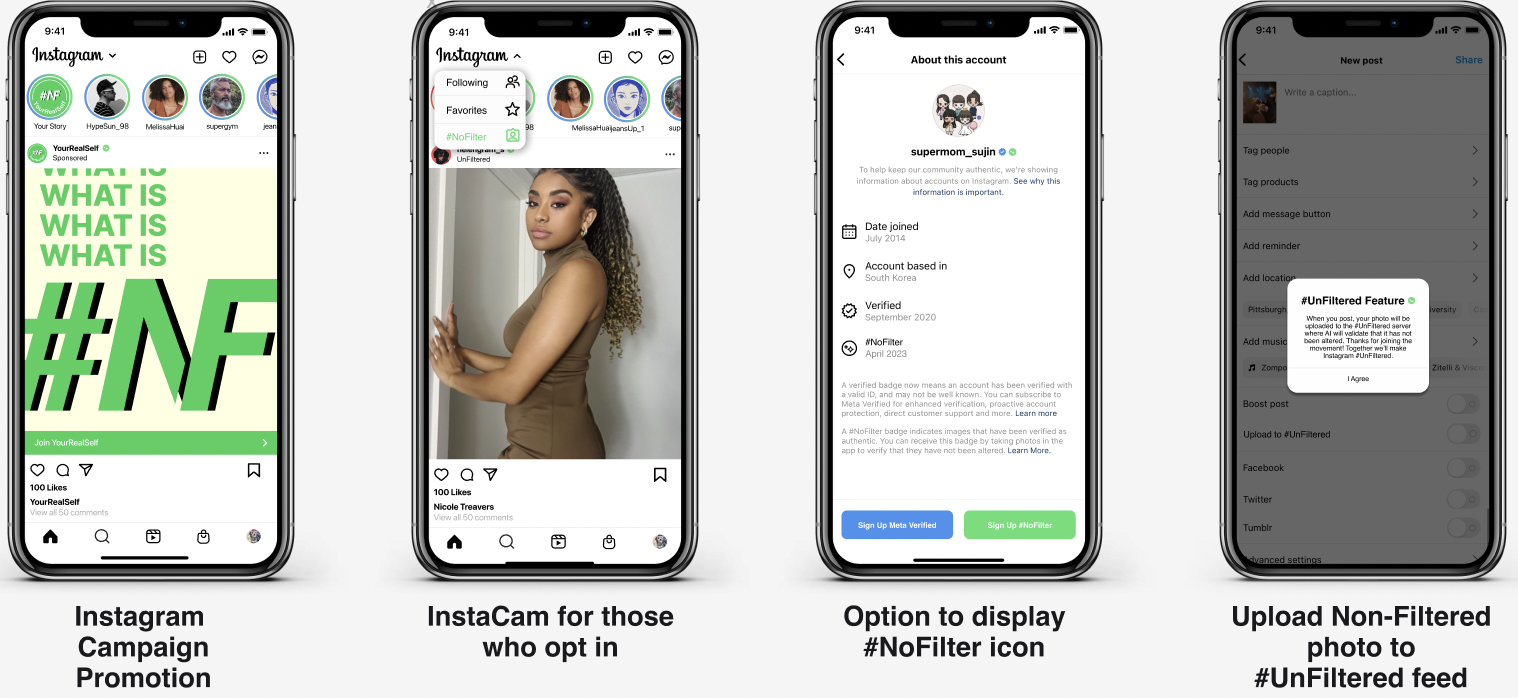 9:41
Instagram
#NF
YourRealSelf
Your Story
HypeSun_98
MelissaHuai
supergym
jean
YourRealSelf
Sponsored
WHAT IS
WHAT IS
WHAT IS
WHAT IS
#NF
Join YourRealSelf
100 Likes
YourRealSelf
View all 50 comments
Instagram
Campaign
Promotion
9:41
Instagram
Following
Favorites
#NoFilter
98
MelissaHuai
jeansUp_1
sup
UnFiltered
100 Likes
Nicole Treavers
View all 50 comments
InstaCam for those
who opt in
9:41
About this account
supermom_sujin
To help keep our community authentic, we're showing
information about accounts on Instagram. See why this
information is important.
Date joined
July 2014
Account based in
South Korea
Verified
September 2020
#NoFilter
April 2023
A verified badge now means an account has been verified with
a valid ID, and may not be well known. You can subscribe to
Meta Verified for enhanced verification, proactive account
protection, direct customer support and more. Learn more
A #NoFilter badge indicates images that have been verified as
authentic. You can receive this badge by taking photos in the
app to verify that they have not been altered. Learn More.
Sign Up Meta Verified
Sign Up #NoFilter
Option to display
#NoFilter icon
9:41
New post
Share
Write a caption...
Tag people
Tag products
Add message button
Add reminder
Add location
Pittsburgh
iversity
Add music
Zompo
Zitelli & Visco
#UnFiltered Feature
When you post, your photo will be
uploaded to the #UnFiltered server
where AI will validate that it has not
been altered. Thanks for joining the
movement! Together we'll make
Instagram #UnFiltered.
I Agree
Boost post
Upload to #UnFiltered
Facebook
Twitter
Tumblr
Advanced settings
Upload Non-Filtered
photo to
#UnFiltered feed